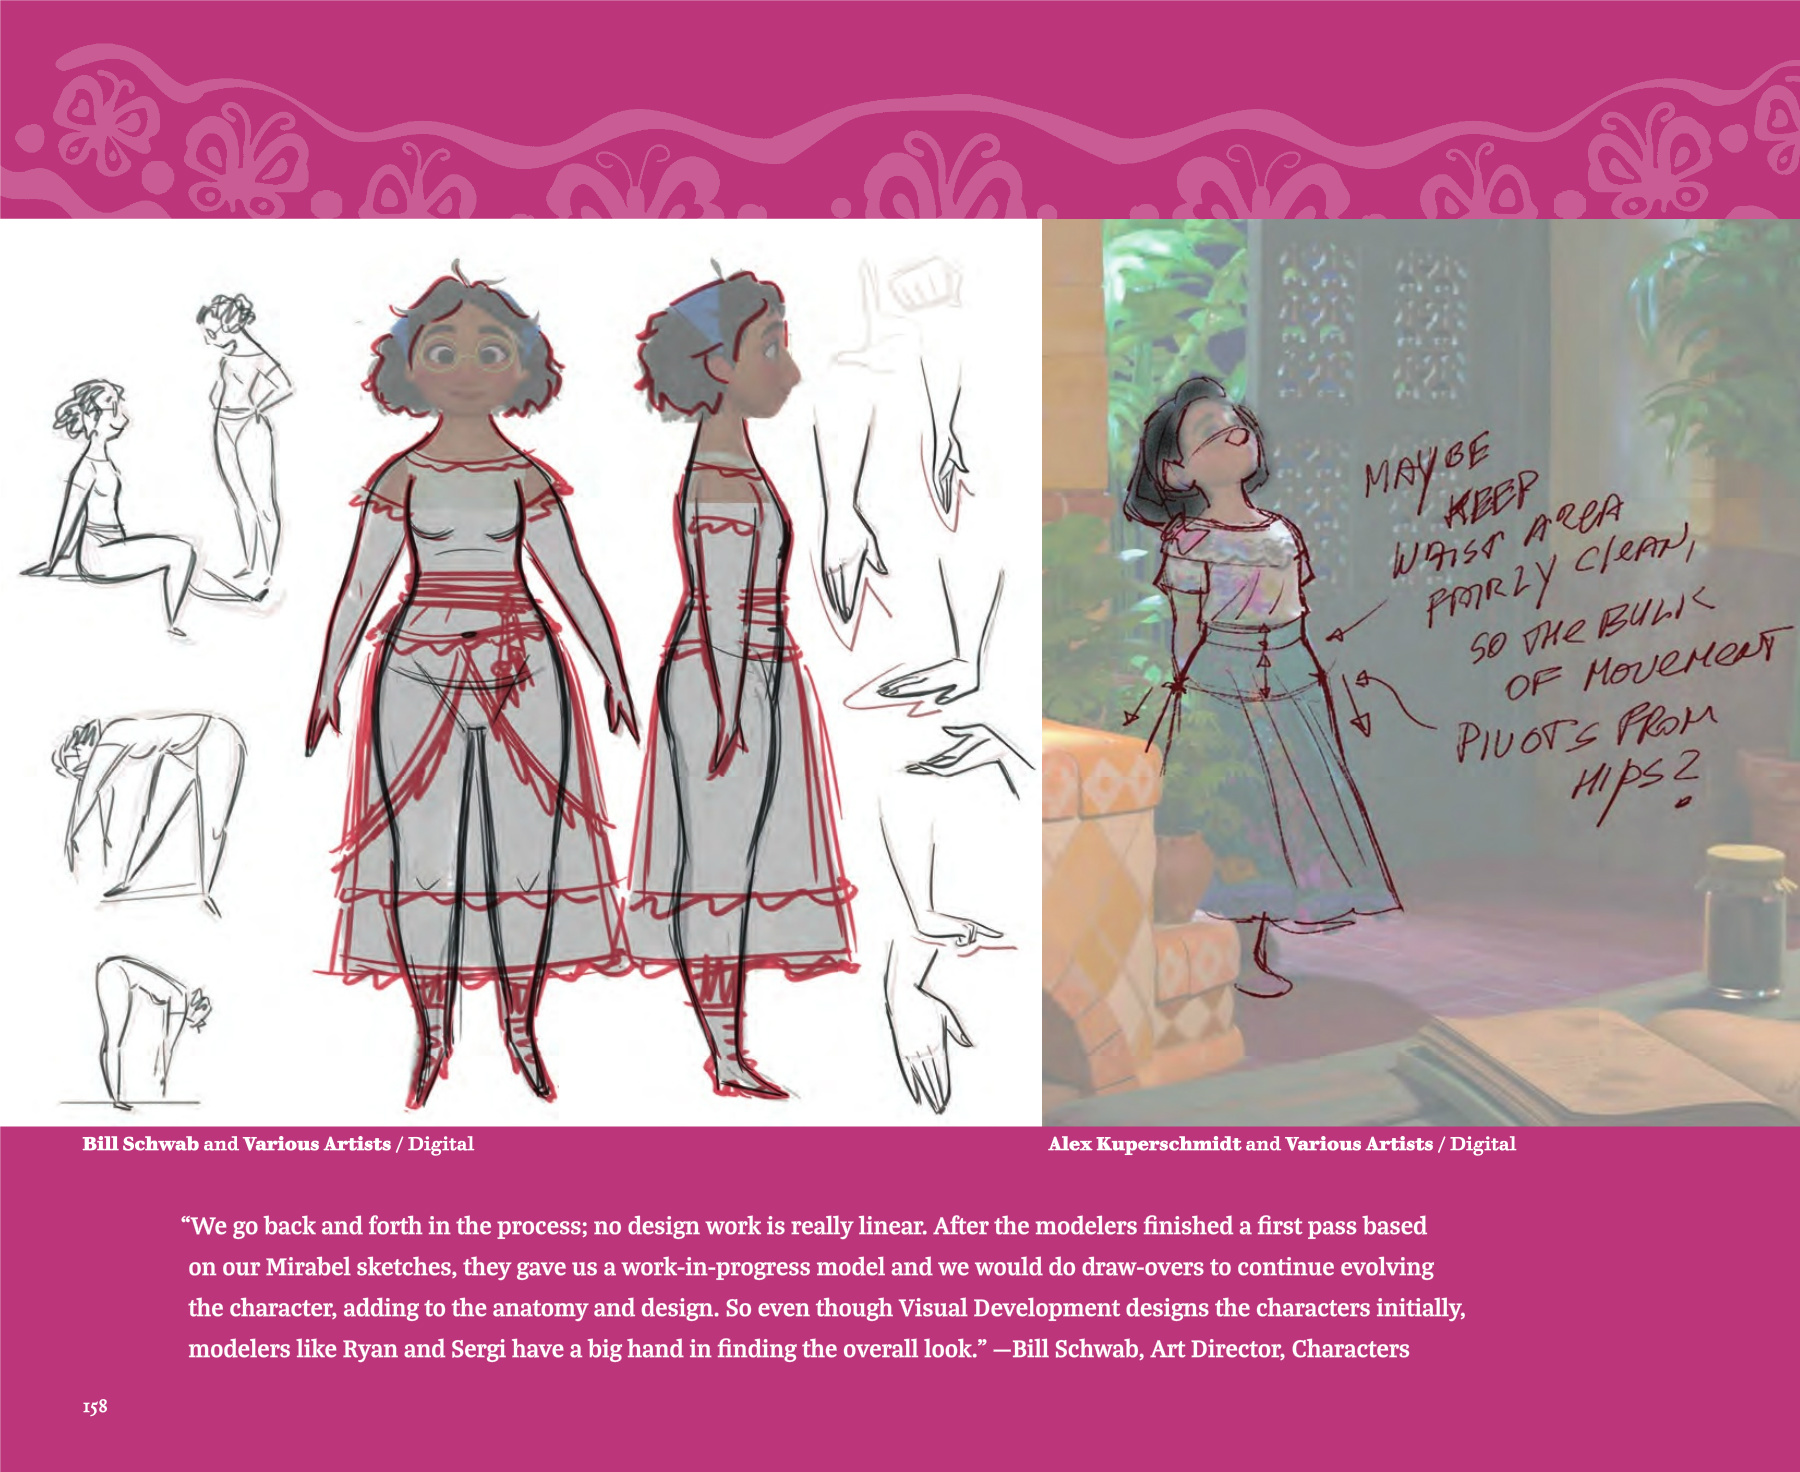 MAYBE
KEEP
WAIST AREA
FAIRLY CLEAN,
SO THE BULK
OF MOVEMENT
PIVOTS FROM
HIPS?
Bill Schwab and Various Artists / Digital
Alex Kuperschmidt and Various Artists / Digital
“We go back and forth in the process; no design work is really linear. After the modelers finished a first pass based
on our Mirabel sketches, they gave us a work-in-progress model and we would do draw-overs to continue evolving
the character, adding to the anatomy and design. So even though Visual Development designs the characters initially,
modelers like Ryan and Sergi have a big hand in finding the overall look.” —Bill Schwab, Art Director, Characters
158